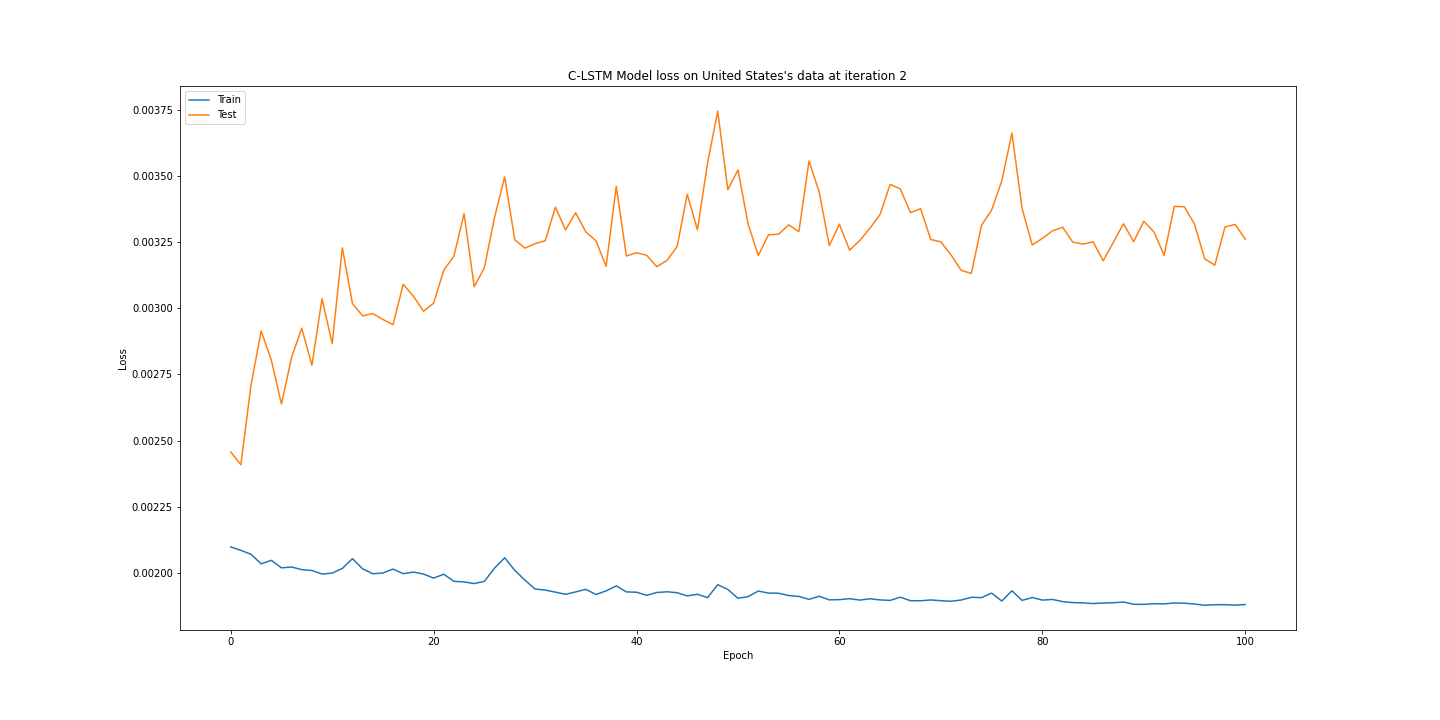 C-LSTM Model loss on United States's data at iteration 2
Train
Test
0.00375
0.00350
0.00325
0.00300
0.00275
0.00250
0.00225
0.00200
Loss
0 20 40 60 80 100
Epoch